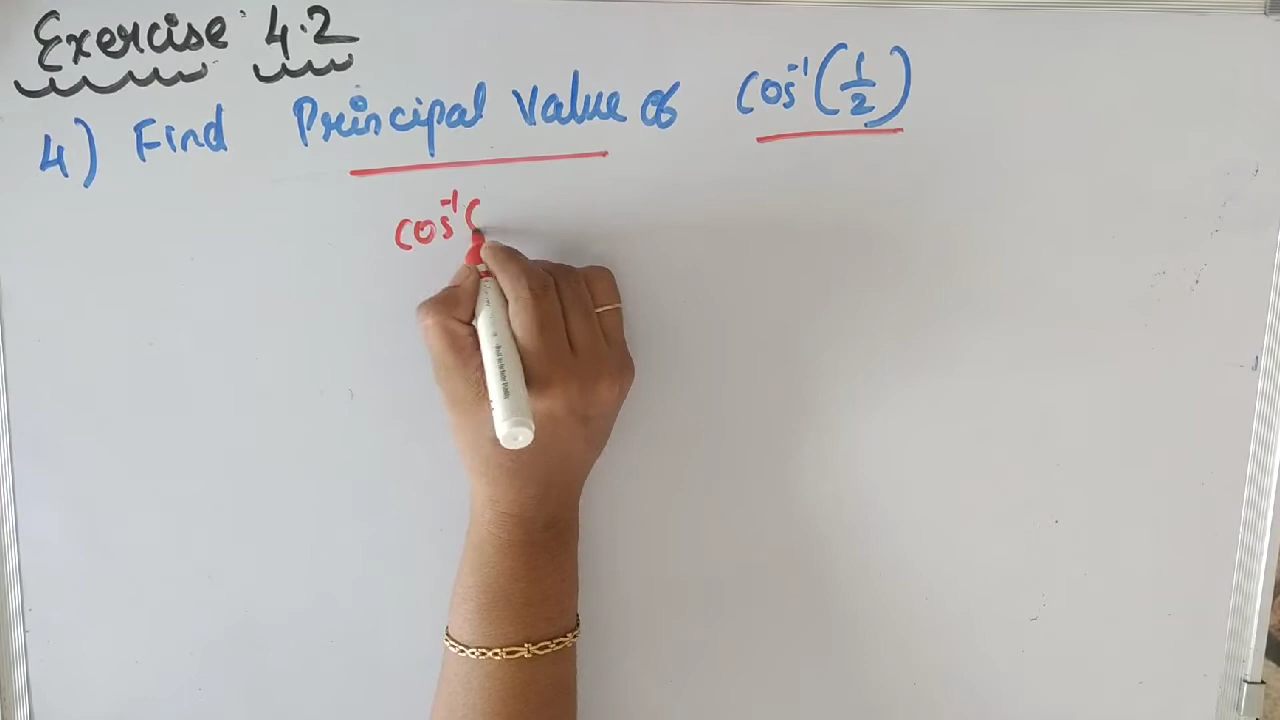 Exercise: 4.2
4) Find Principal Value of cos⁻¹(1/2)
cos⁻¹(